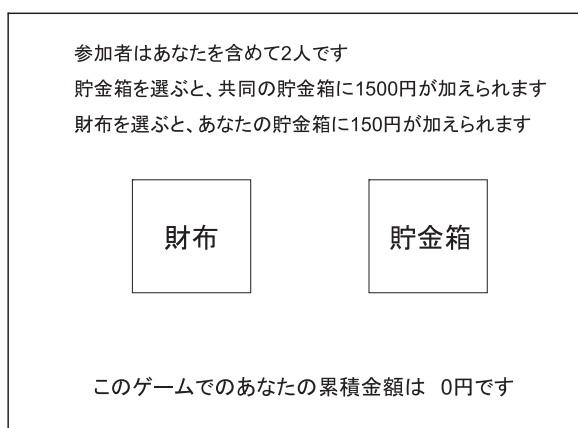 参加者はあなたを含めて2人です
貯金箱を選ぶと、共同の貯金箱に1500円が加えられます
財布を選ぶと、あなたの貯金箱に150円が加えられます
財布
貯金箱
このゲームでのあなたの累積金額は 0円です